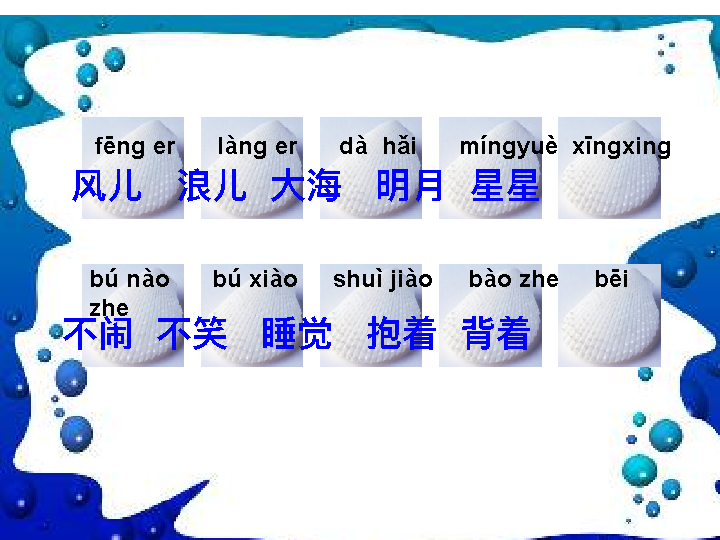 fēng er làng er dà hǎi míngyuè xīngxing
风儿 浪儿 大海 明月 星星
bú nào bú xiào shuì jiào bào zhe bēi
zhe
不闹 不笑 睡觉 抱着 背着